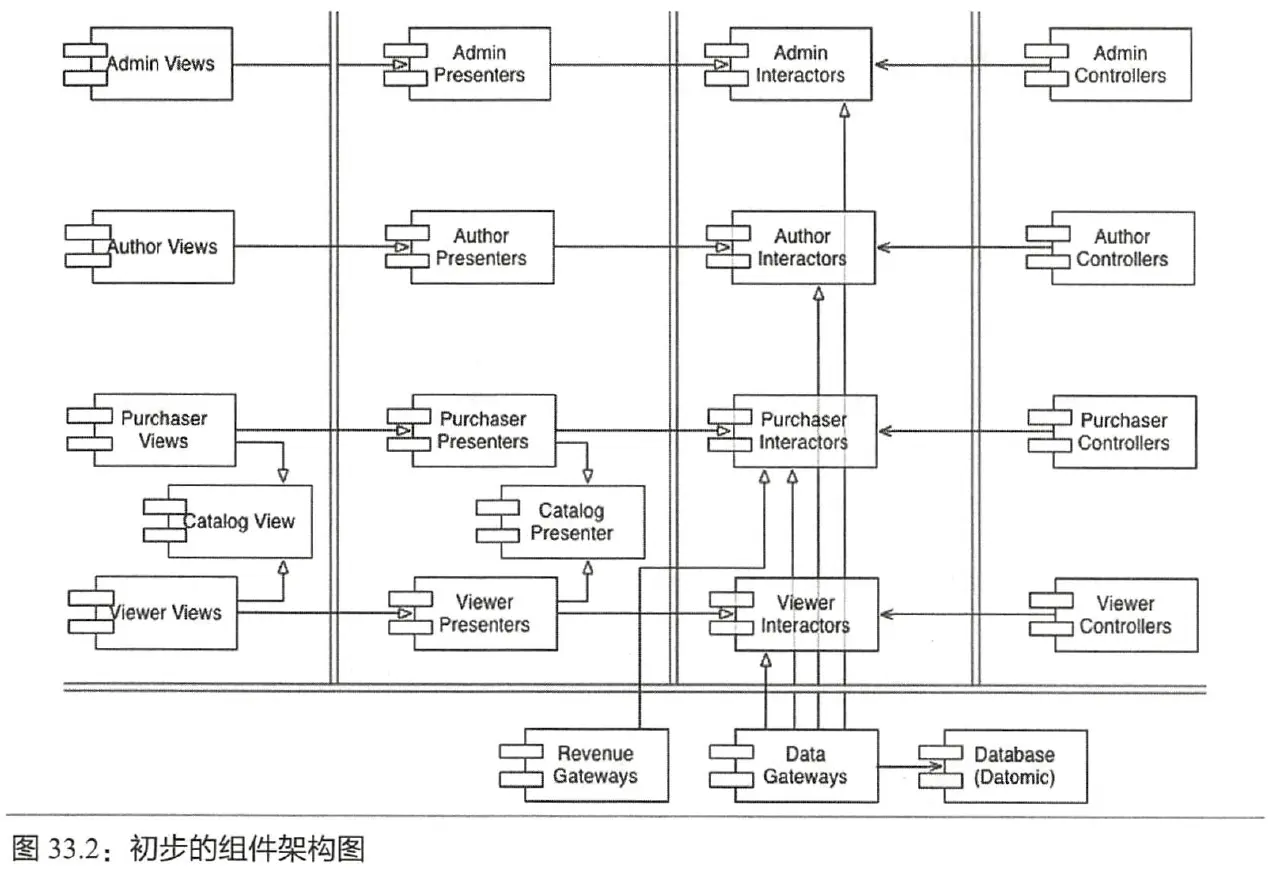 Admin Views
Admin
Presenters
Admin
Interactors
Admin
Controllers
Author Views
Author
Presenters
Author
Interactors
Author
Controllers
Purchaser
Views
Purchaser
Presenters
Purchaser
Interactors
Purchaser
Controllers
Catalog View
Catalog
Presenter
Viewer Views
Viewer
Presenters
Viewer
Interactors
Viewer
Controllers
Revenue
Gateways
Data
Gateways
Database
(Datomic)
图 33.2：初步的组件架构图